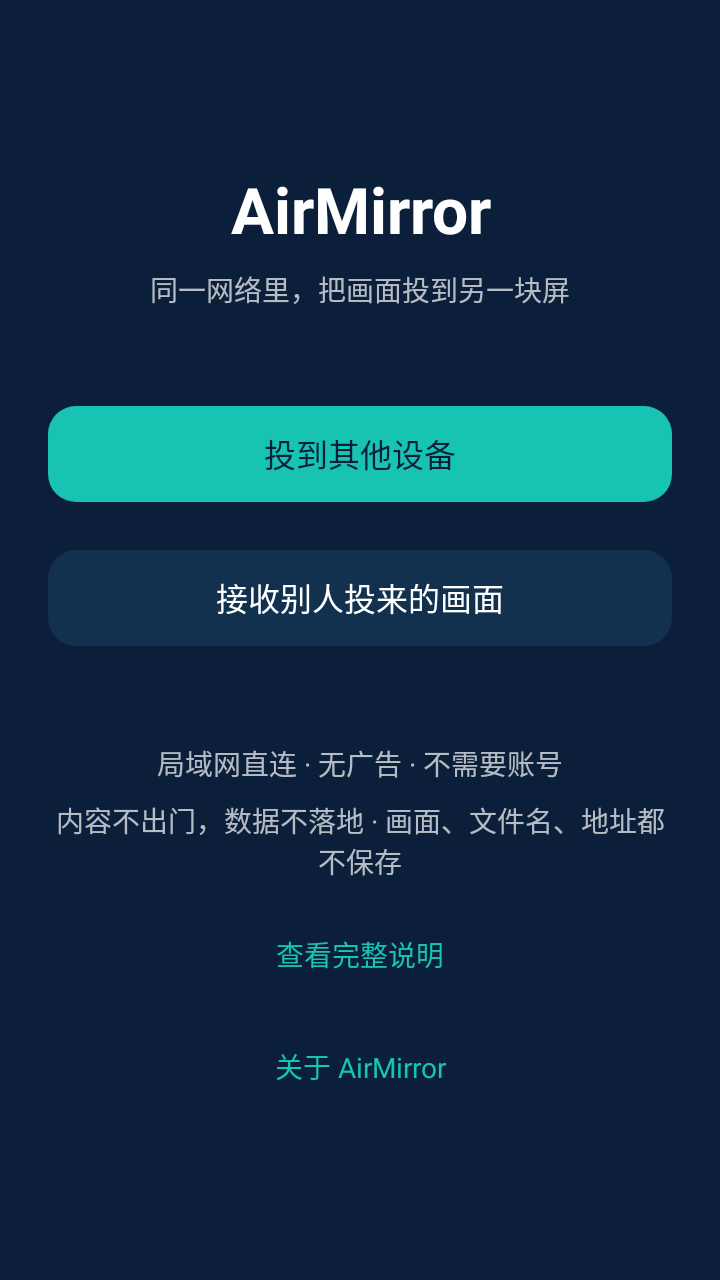 AirMirror
同一网络里，把画面投到另一块屏
投到其他设备
接收别人投来的画面
局域网直连 · 无广告 · 不需要账号
内容不出门，数据不落地 · 画面、文件名、地址都
不保存
查看完整说明
关于 AirMirror